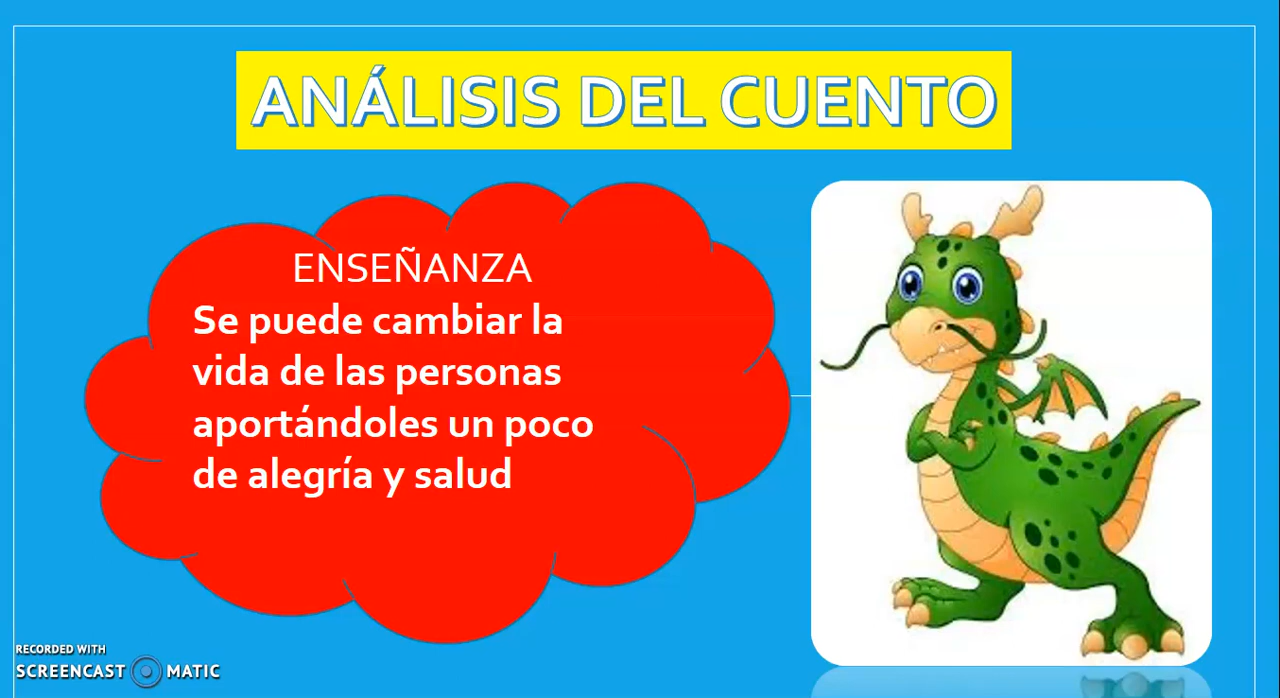 ANÁLISIS DEL CUENTO
ENSEÑANZA
Se puede cambiar la
vida de las personas
aportándoles un poco
de alegría y salud
RECORDED WITH
SCREENCAST MATIC